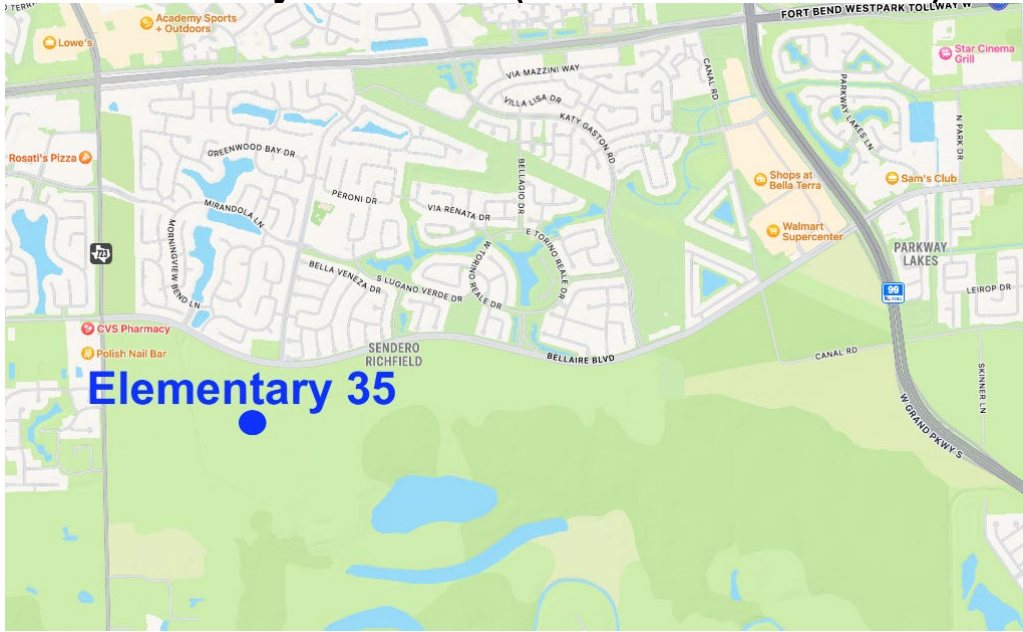 FORT BEND WESTPARK TOLLWAY W
Academy Sports
+ Outdoors
Lowe's
Star Cinema
Grill
CANAL RD
VIA MAZZINI WAY
VILLA LISA DR
KATY GASTON RD
PARKWAY LAKES LN
N PARK DR
GREENWOOD BAY DR
Rosati's Pizza
BELLAGIO DR
Shops at
Bella Terra
Sam's Club
PERONI DR
MIRANDOLA LN
VIA RENATA DR
Walmart
Supercenter
MORNINGVIEW BEND LN
W TORINO REALE DR
E TORINO REALE DR
PARKWAY
LAKES
723
BELLA VENEZA DR
S LUGANO VERDE DR
99
LEIROP DR
CVS Pharmacy
Polish Nail Bar
SENDERO
RICHFIELD
BELLAIRE BLVD
CANAL RD
SKINNER LN
W GRAND PKWY S
Elementary 35